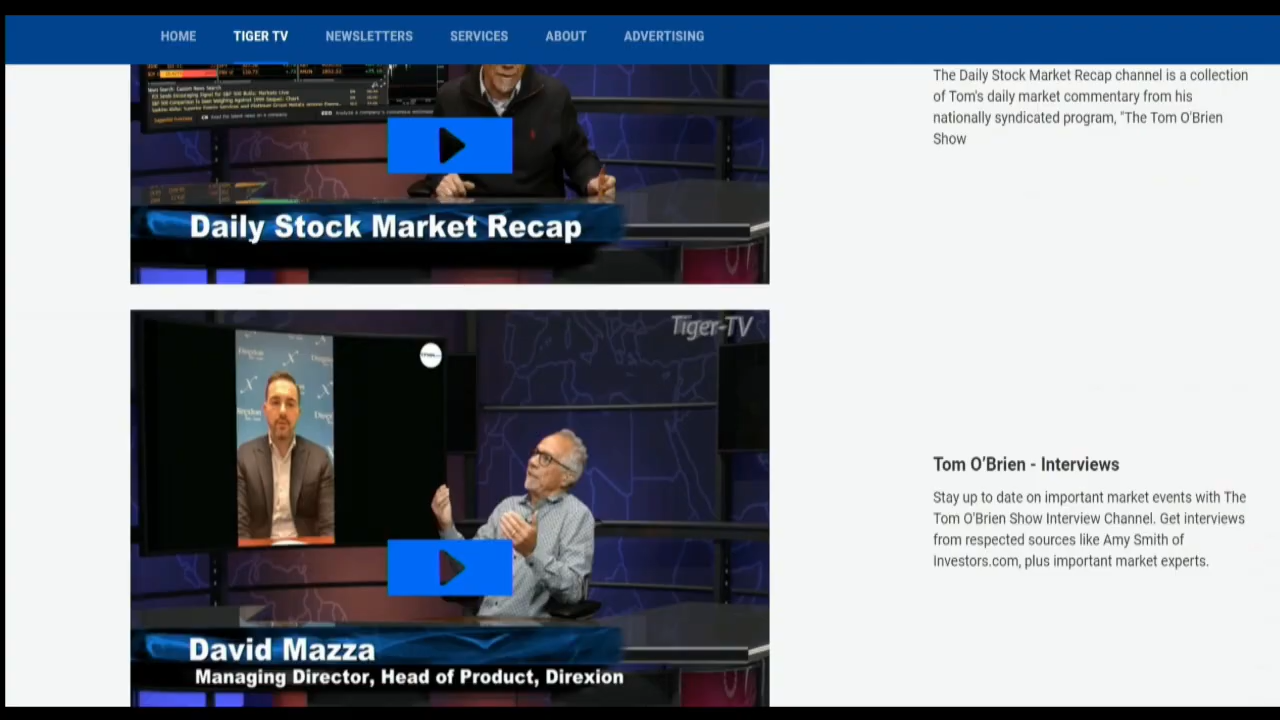 HOME TIGER TV NEWSLETTERS SERVICES ABOUT ADVERTISING
The Daily Stock Market Recap channel is a collection
of Tom's daily market commentary from his
nationally syndicated program, "The Tom O'Brien
Show
Daily Stock Market Recap
Tiger-TV
Direxion
Tom O’Brien - Interviews
Stay up to date on important market events with The
Tom O'Brien Show Interview Channel. Get interviews
from respected sources like Amy Smith of
Investors.com, plus important market experts.
David Mazza
Managing Director, Head of Product, Direxion